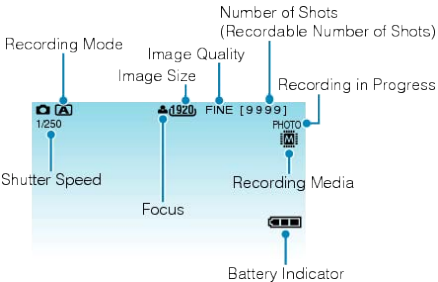 Number of Shots
(Recordable Number of Shots)
Recording Mode
Image Quality
Image Size
Recording in Progress
A 1920 FINE [9999]
1/250
PHOTO
M
Shutter Speed
Recording Media
Focus
Battery Indicator